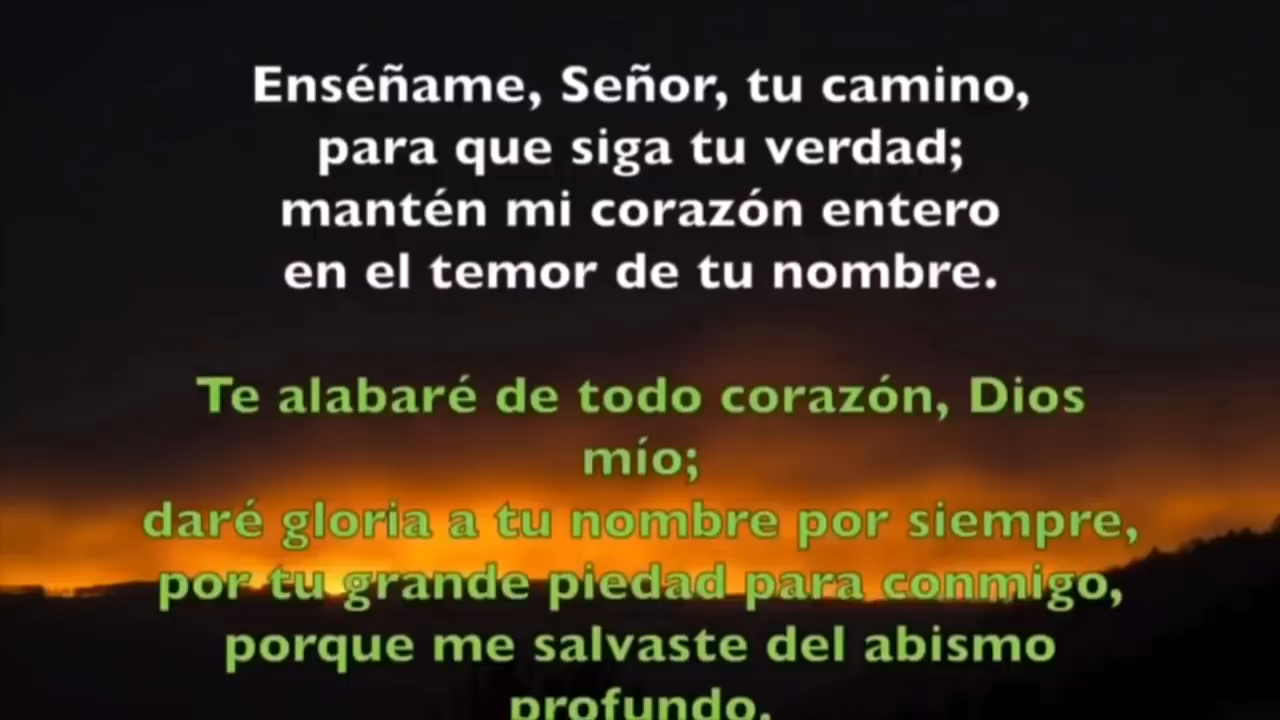 Enséñame, Señor, tu camino,
para que siga tu verdad;
mantén mi corazón entero
en el temor de tu nombre.
Te alabaré de todo corazón, Dios
mío;
daré gloria a tu nombre por siempre,
por tu grande piedad para conmigo,
porque me salvaste del abismo
profundo.